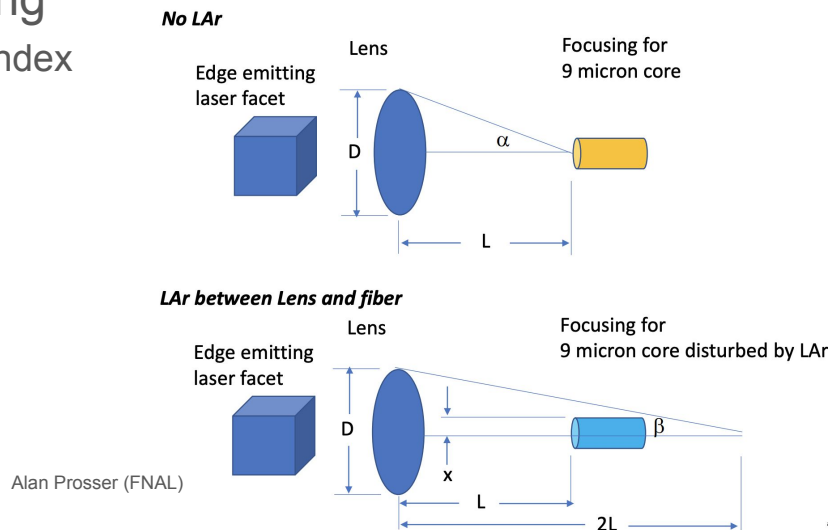 ng
ndex
No LAr
Lens
Focusing for
9 micron core
Edge emitting
laser facet
D
α
L
LAr between Lens and fiber
Lens
Focusing for
9 micron core disturbed by LAr
Edge emitting
laser facet
D
β
x
Alan Prosser (FNAL)
L
2L